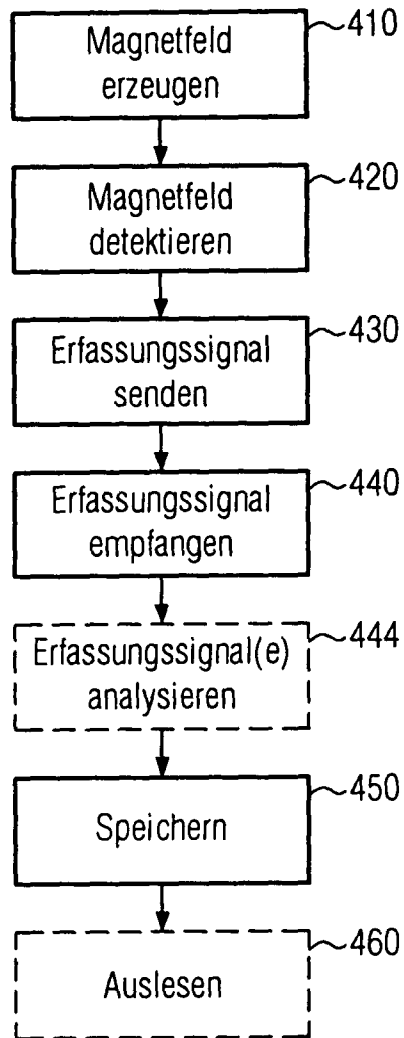 410
Magnetfeld
erzeugen
420
Magnetfeld
detektieren
430
Erfassungssignal
senden
440
Erfassungssignal
empfangen
444
Erfassungssignal(e)
analysieren
450
Speichern
460
Auslesen